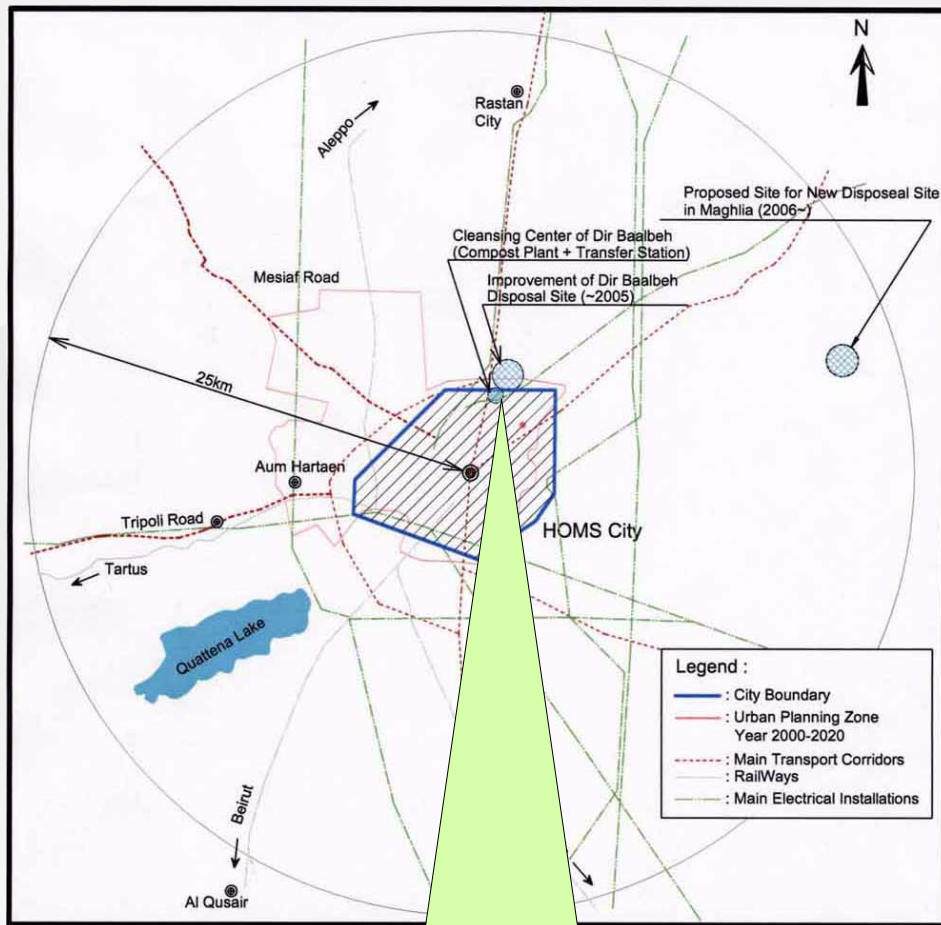 N
Rastan
City
Aleppo
Proposed Site for New Disposeal Site
in Maghlia (2006~)
Cleansing Center of Dir Baalbeh
(Compost Plant + Transfer Station)
Mesiaf Road
Improvement of Dir Baalbeh
Disposal Site (~2005)
25km
Aum Hartaen
Tripoli Road
HOMS City
Tartus
Quattena Lake
Legend :
: City Boundary
: Urban Planning Zone
Year 2000-2020
: Main Transport Corridors
: RailWays
: Main Electrical Installations
Beirut
Al Qusair